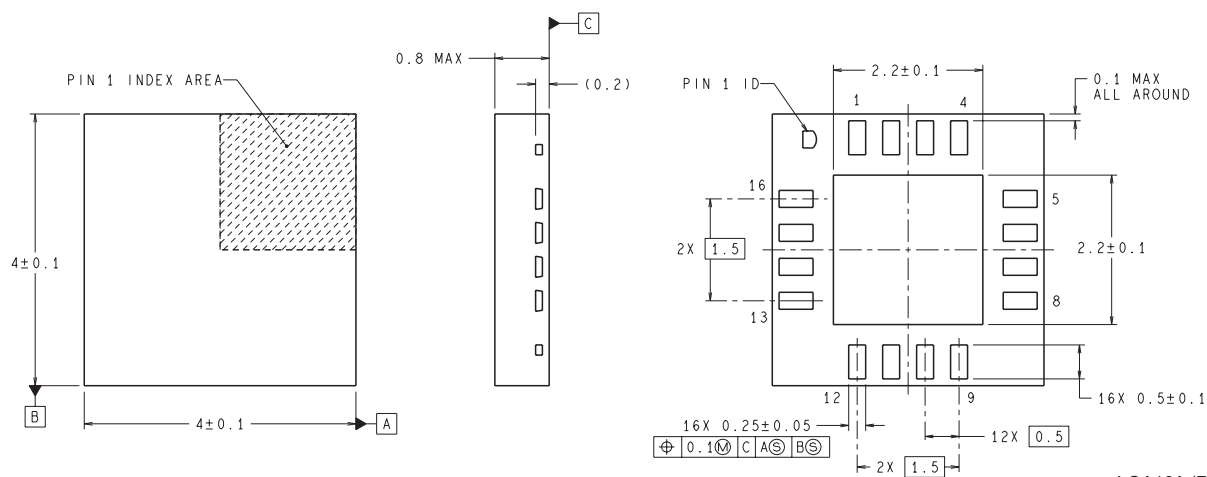 C
0.8 MAX
(0.2)
PIN 1 INDEX AREA
4±0.1
B
4±0.1
A
PIN 1 ID
2.2±0.1
0.1 MAX
ALL AROUND
1
4
16
5
2X 1.5
2.2±0.1
13
8
12
9
16X 0.5±0.1
16X 0.25±0.05
⌖ 0.1Ⓜ C AⓈ BⓈ
12X 0.5
2X 1.5